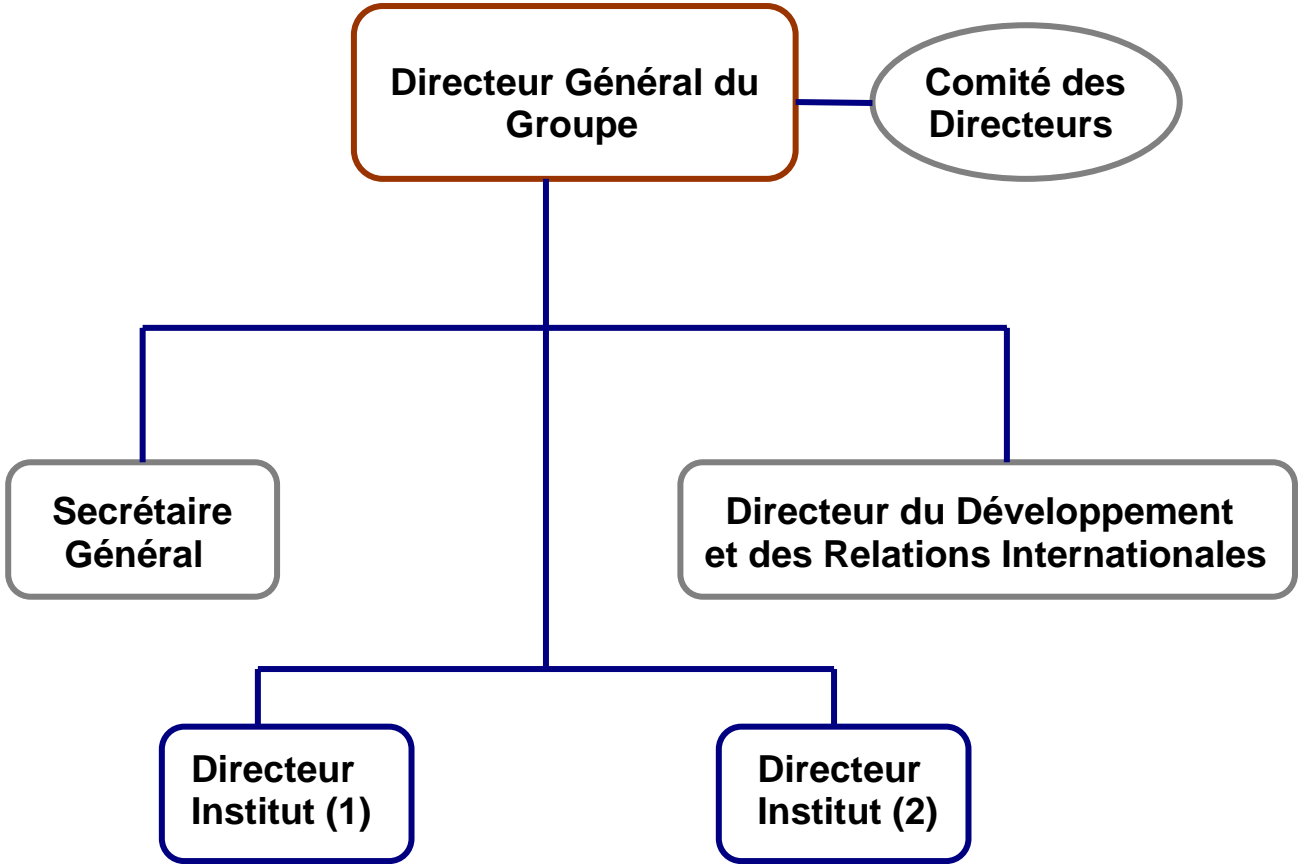 Directeur Général du
Groupe
Comité des
Directeurs
Secrétaire
Général
Directeur du Développement
et des Relations Internationales
Directeur
Institut (1)
Directeur
Institut (2)